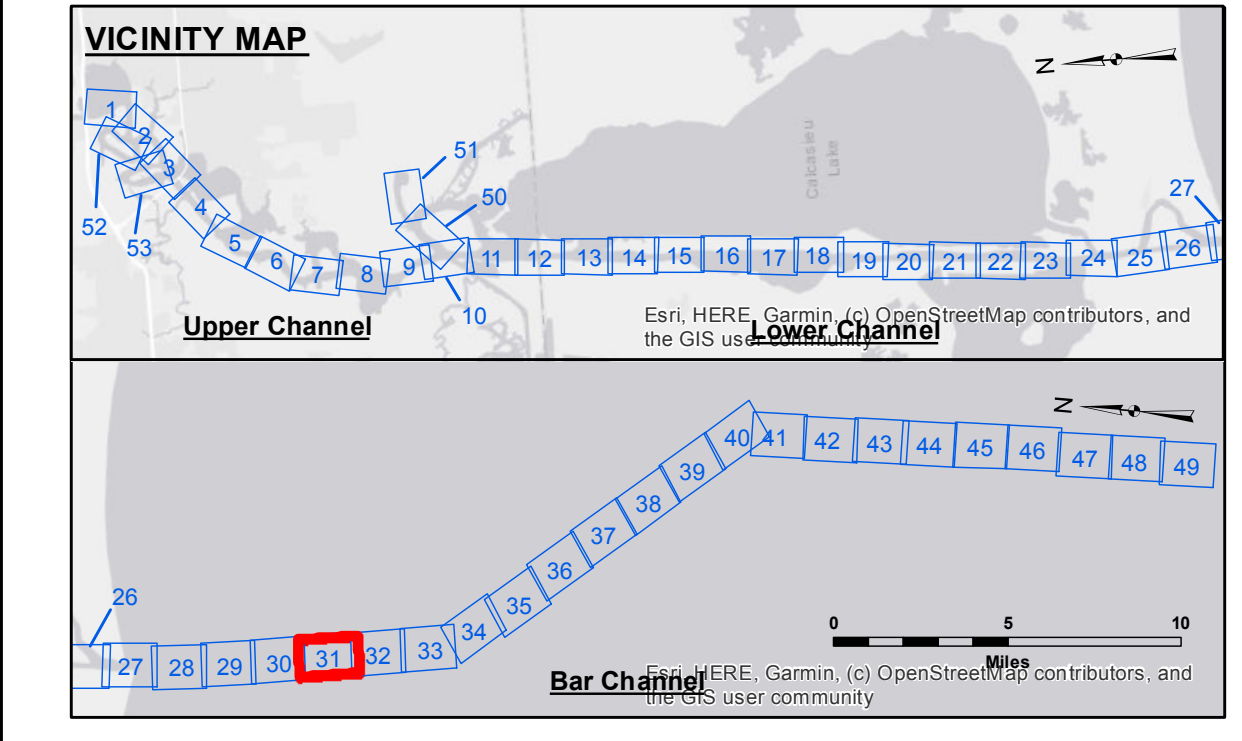 VICINITY MAP
N
1
2
3
52
53
4
5
6
7
8
9
51
50
10
11 12 13 14 15 16 17 18 19 20 21 22 23 24 25 26
27
Calcasieu
Lake
Upper Channel
Lower Channel
Esri, HERE, Garmin, (c) OpenStreetMap contributors, and
the GIS user community
N
26
27 28 29 30 31 32 33 34 35 36 37 38 39 40 41 42 43 44 45 46 47 48 49
0 5 10
Miles
Bar Channel
Esri, HERE, Garmin, (c) OpenStreetMap contributors, and
the GIS user community